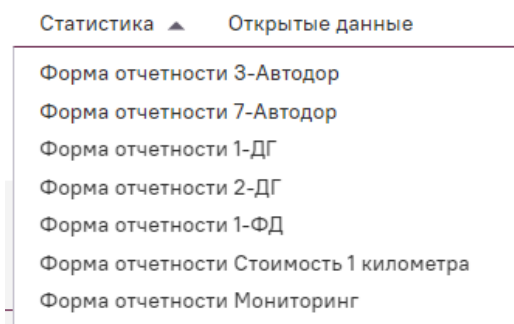 Статистика ▲ Открытые данные
Форма отчетности 3-Автодор
Форма отчетности 7-Автодор
Форма отчетности 1-ДГ
Форма отчетности 2-ДГ
Форма отчетности 1-ФД
Форма отчетности Стоимость 1 километра
Форма отчетности Мониторинг